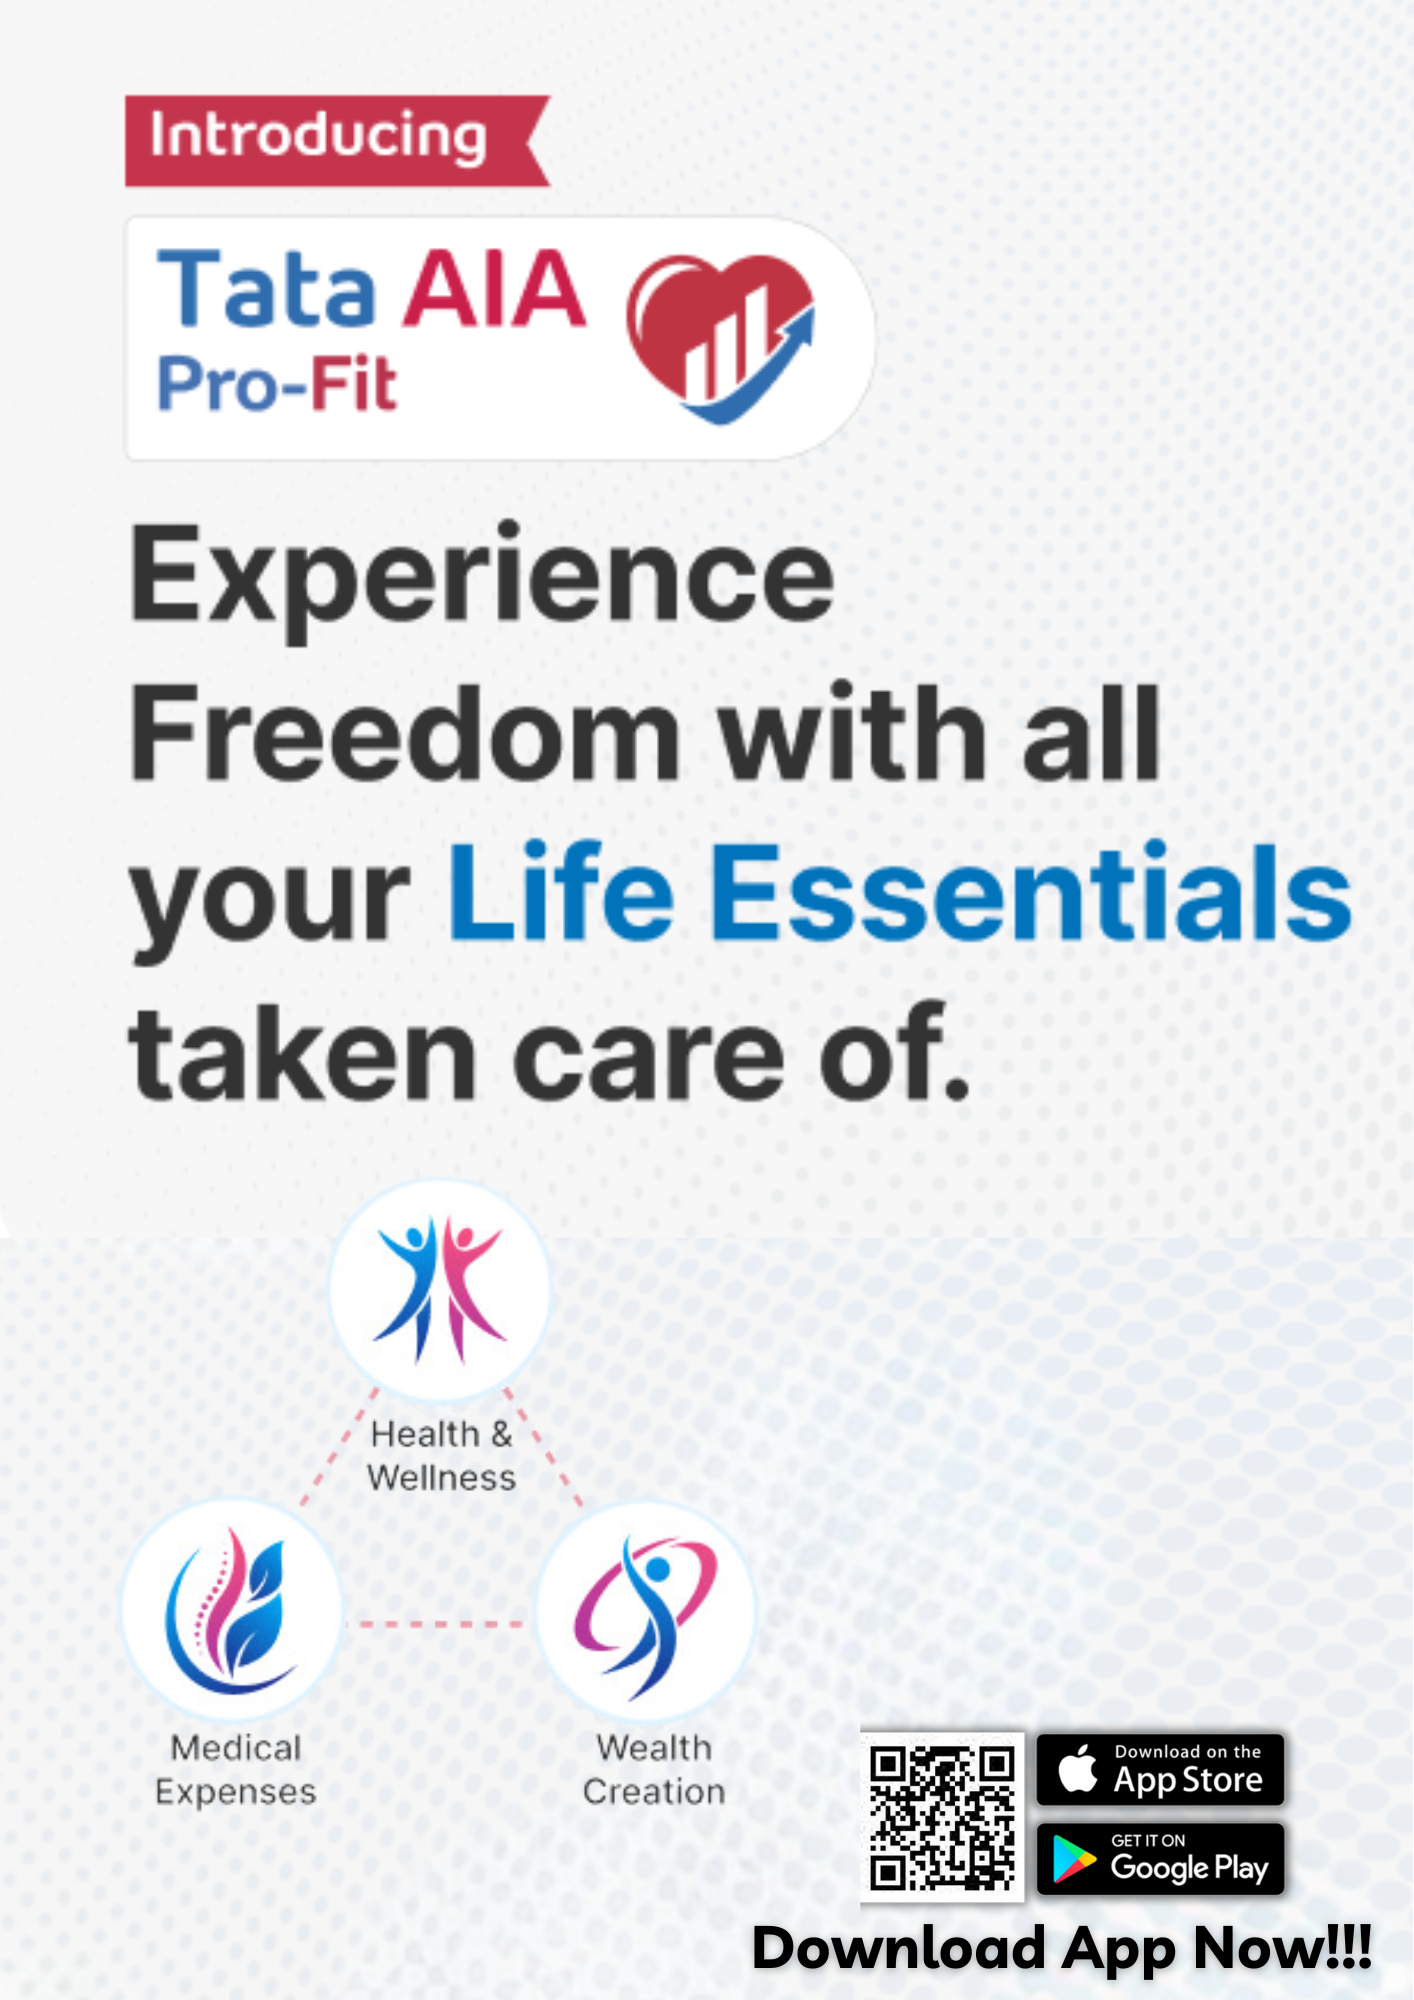 Introducing
Tata AIA
Pro-Fit
Experience
Freedom with all
your Life Essentials
taken care of.
Health &
Wellness
Medical
Expenses
Wealth
Creation
Download on the
App Store
GET IT ON
Google Play
Download App Now!!!